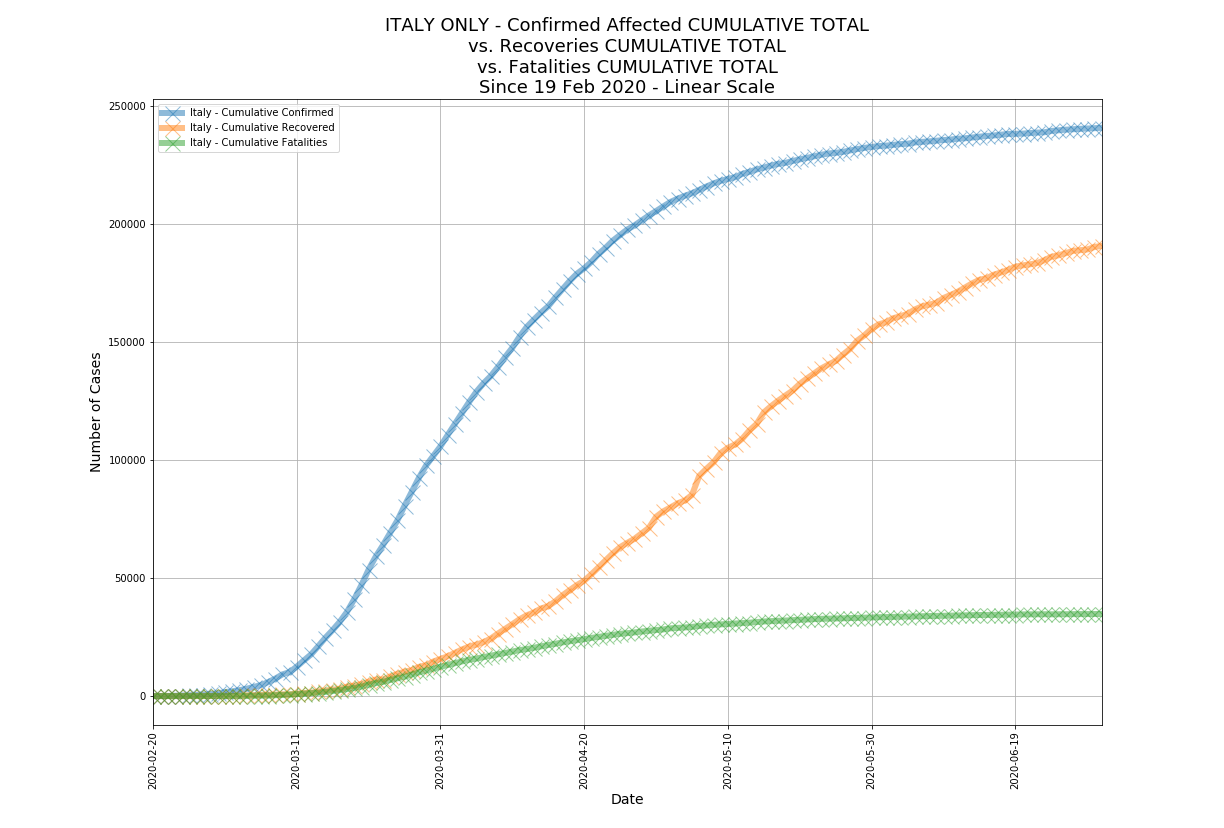 ITALY ONLY - Confirmed Affected CUMULATIVE TOTAL
vs. Recoveries CUMULATIVE TOTAL
vs. Fatalities CUMULATIVE TOTAL
Since 19 Feb 2020 - Linear Scale
Italy - Cumulative Confirmed
Italy - Cumulative Recovered
Italy - Cumulative Fatalities
Number of Cases
250000
200000
150000
100000
50000
0
2020-02-20
2020-03-11
2020-03-31
2020-04-20
2020-05-10
2020-05-30
2020-06-19
Date